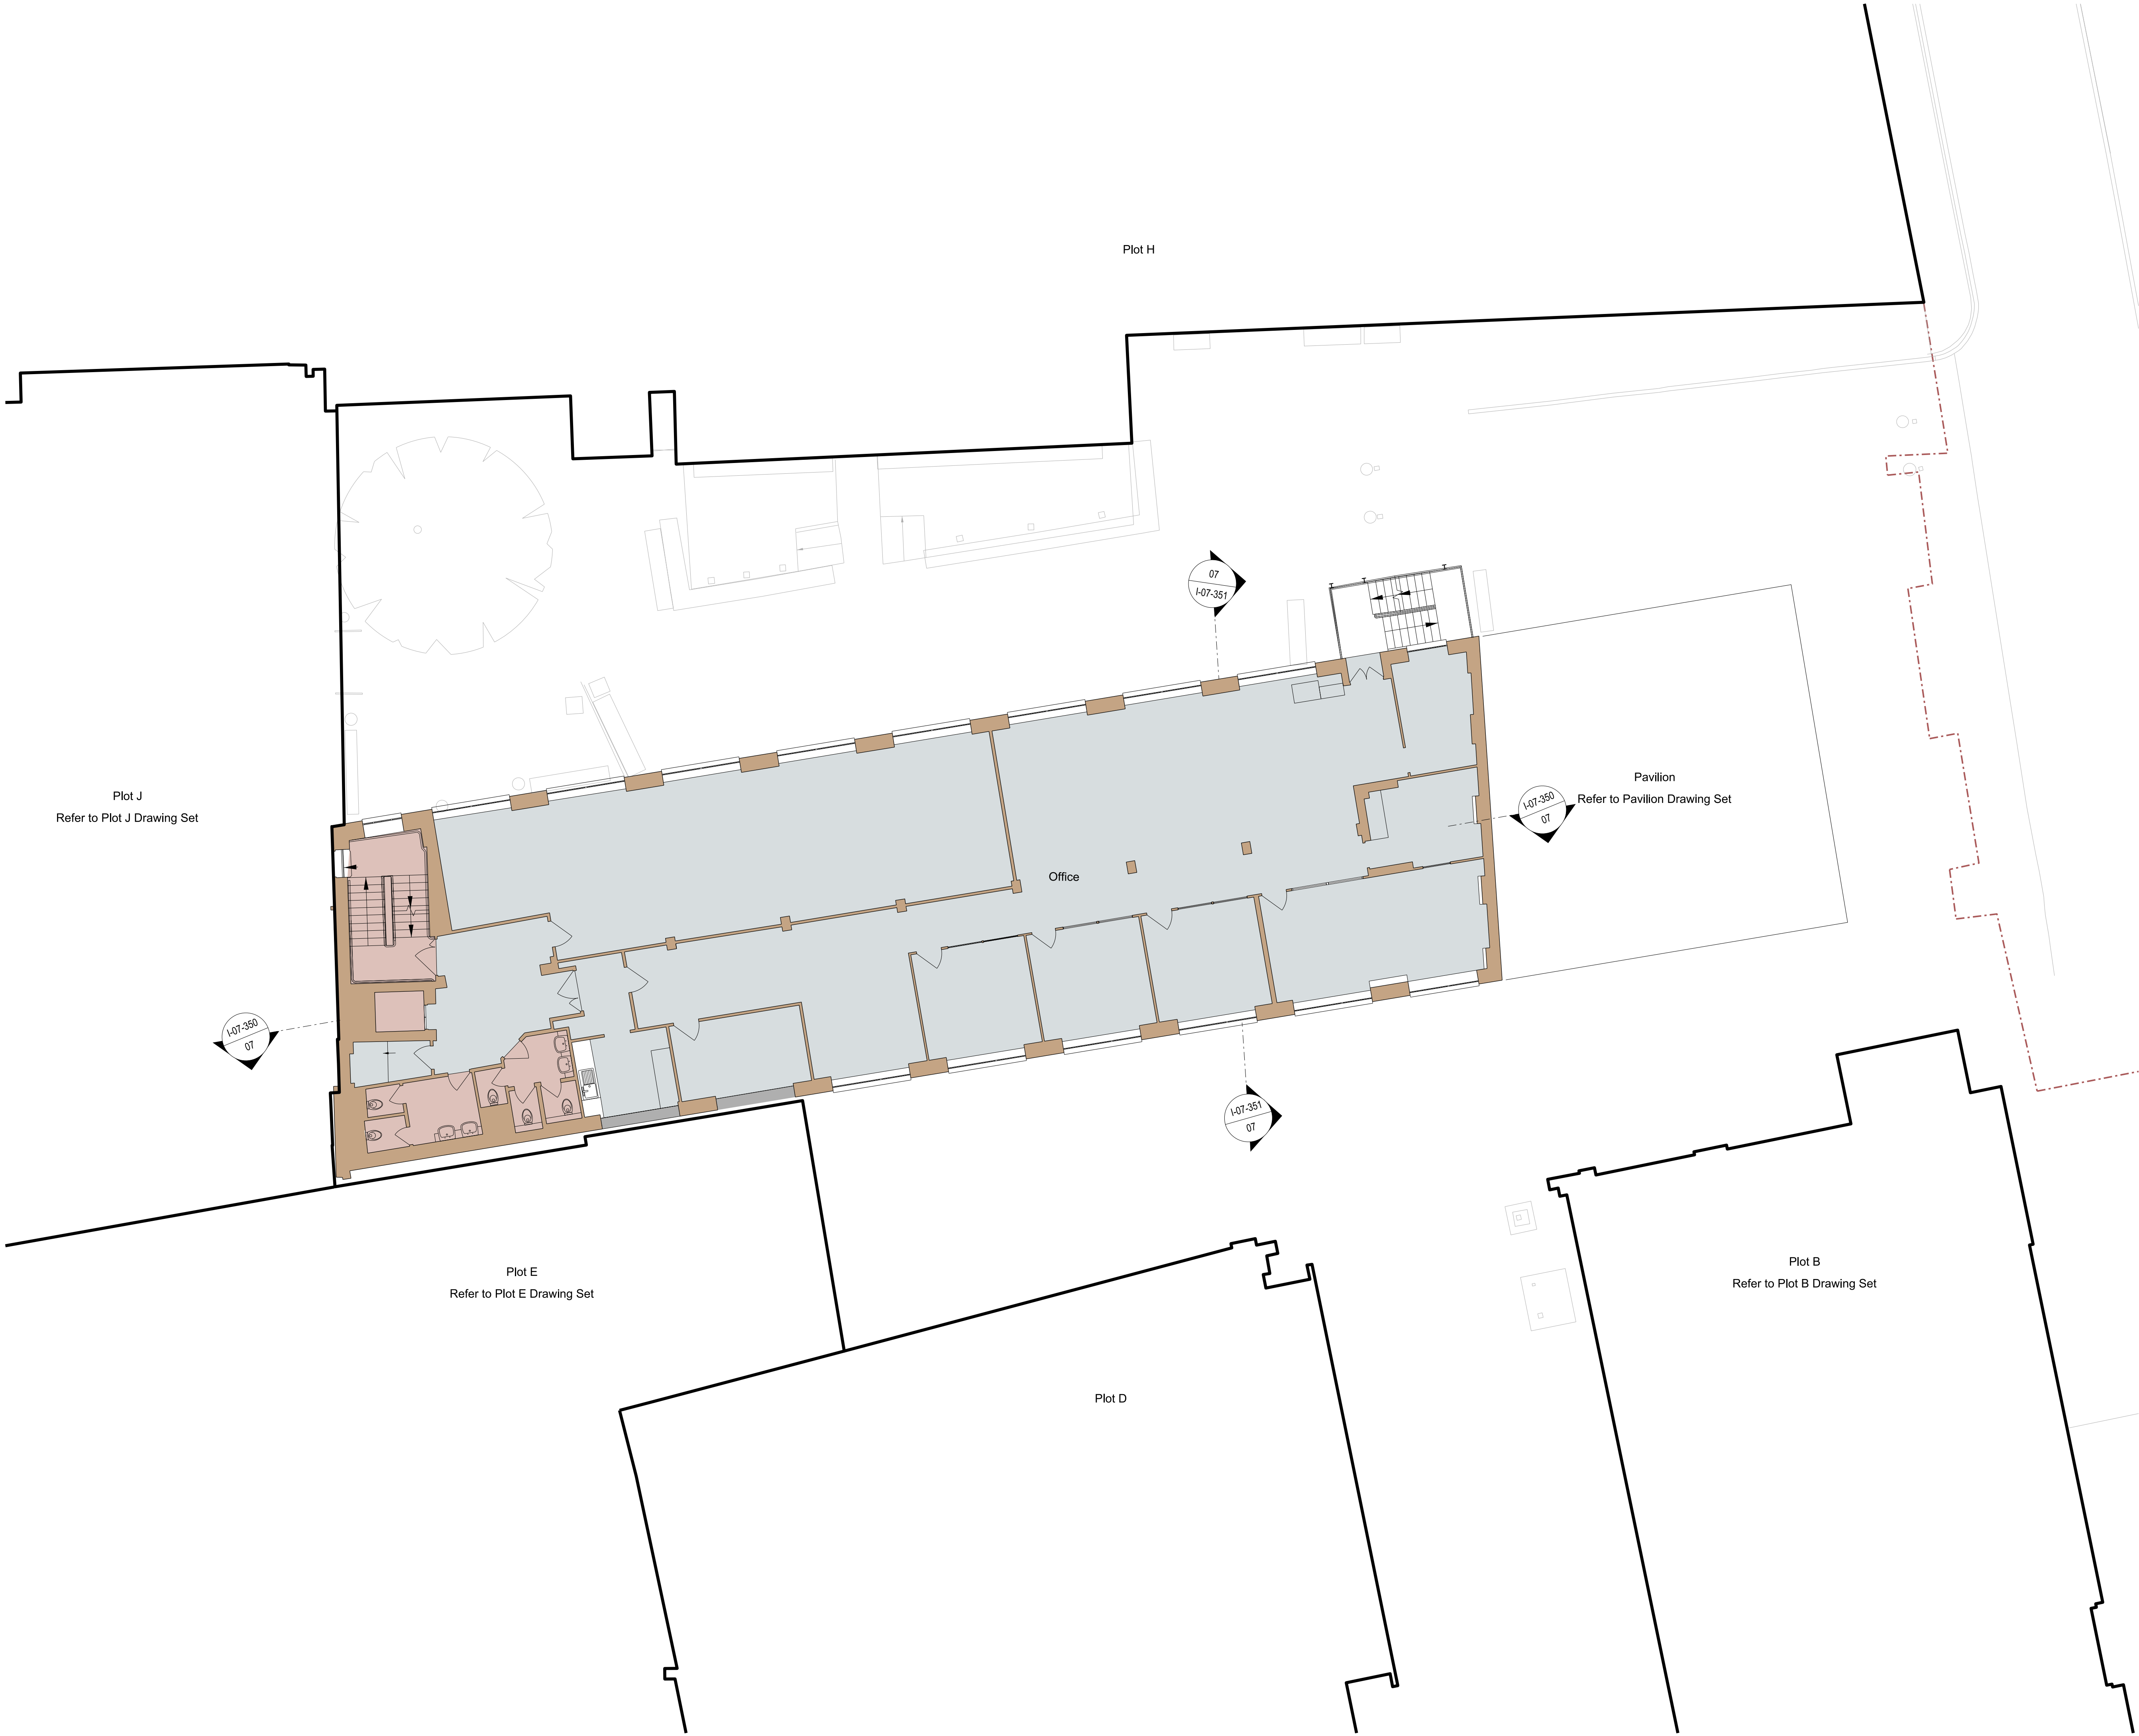 Plot H
07
I-07-351
Plot J
Refer to Plot J Drawing Set
Pavilion
Refer to Pavilion Drawing Set
I-07-350
07
Office
I-07-350
07
I-07-351
07
Plot E
Refer to Plot E Drawing Set
Plot B
Refer to Plot B Drawing Set
Plot D